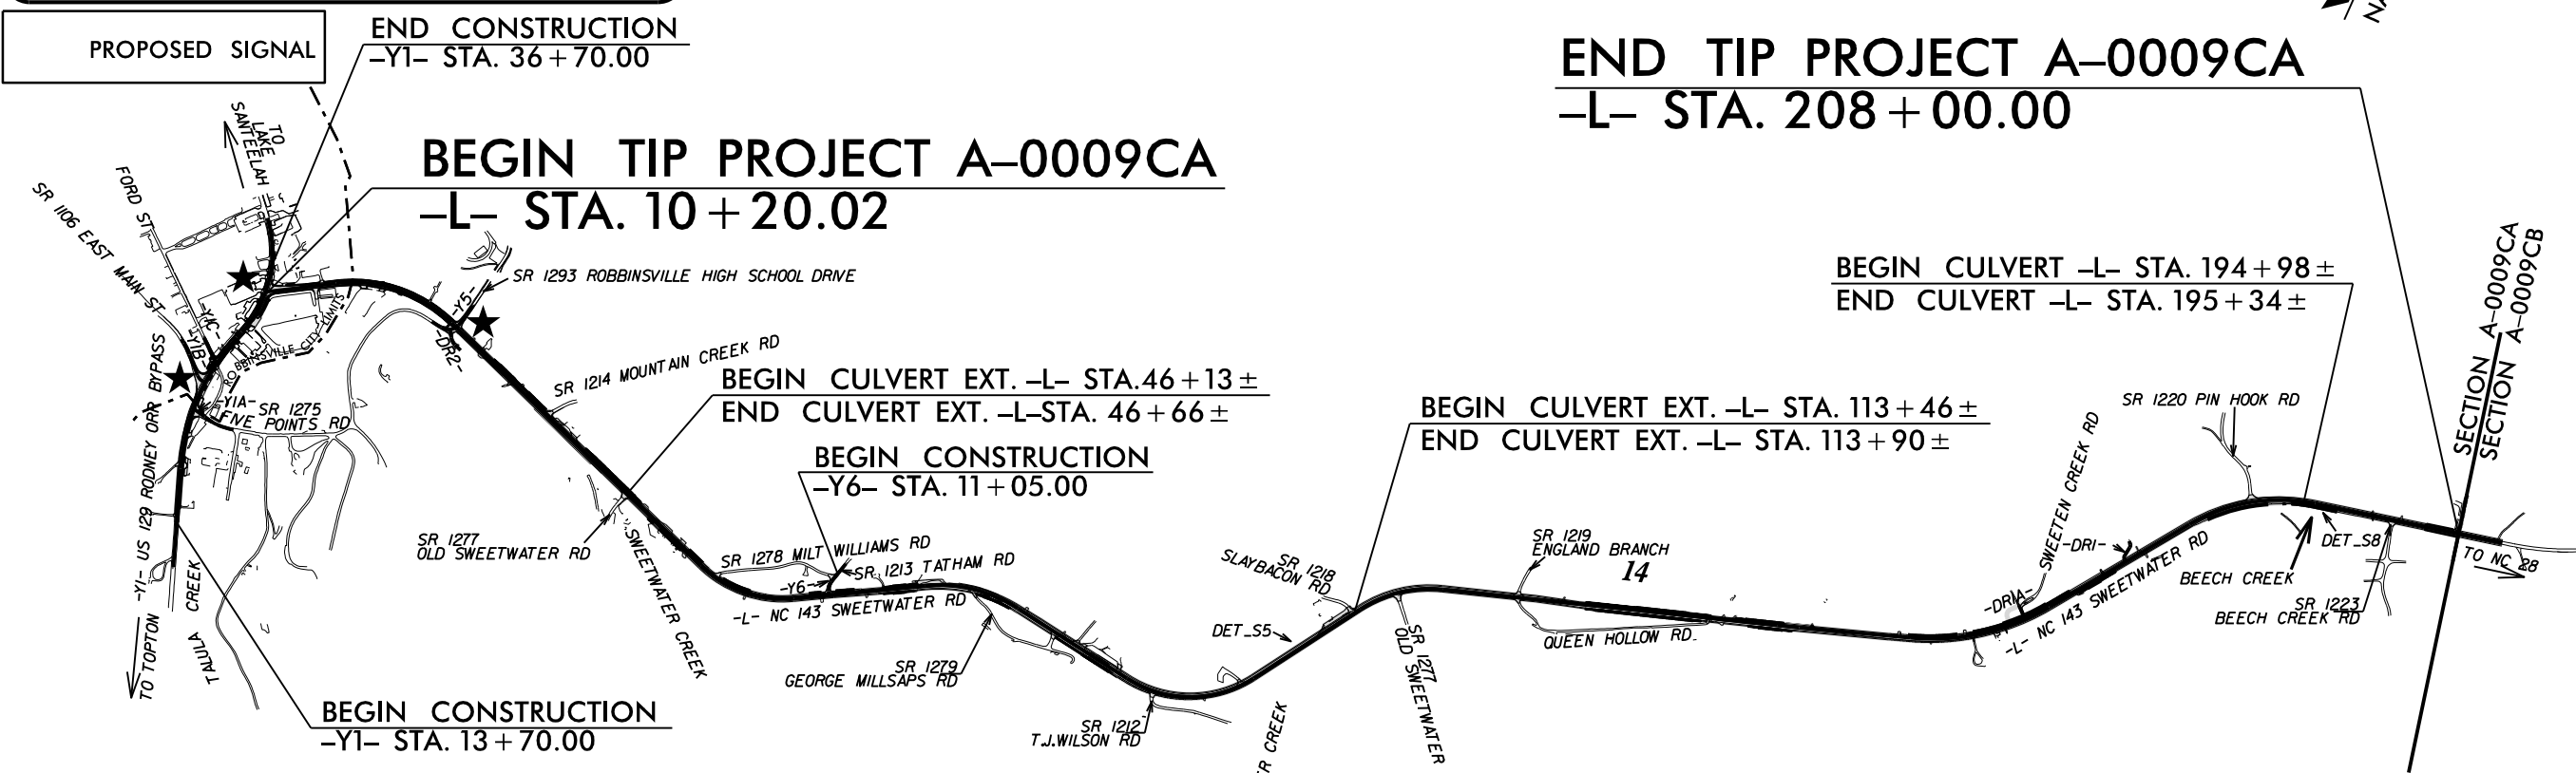 PROPOSED SIGNAL
END CONSTRUCTION
-Y1- STA. 36+70.00
END TIP PROJECT A-0009CA
-L- STA. 208+00.00
BEGIN TIP PROJECT A-0009CA
-L- STA. 10+20.02
TO
LAKE
SANTEELAH
FORD ST
SR 1106 EAST MAIN ST
-Y1C-
-Y1B-
ROBBINSVILLE CITY LIMITS
-Y5-
SR 1293 ROBBINSVILLE HIGH SCHOOL DRIVE
-DR2-
SR 1214 MOUNTAIN CREEK RD
-Y1A- SR 1275
FIVE POINTS RD
-Y1- US 129 RODNEY ORR BYPASS
TO TOPTON
TALULA CREEK
BEGIN CONSTRUCTION
-Y1- STA. 13+70.00
BEGIN CULVERT EXT. -L- STA.46+13±
END CULVERT EXT. -L-STA. 46+66±
BEGIN CONSTRUCTION
-Y6- STA. 11+05.00
SR 1277
OLD SWEETWATER RD
SWEETWATER CREEK
SR 1278 MILT WILLIAMS RD
SR 1213 TATHAM RD
-Y6-
-L- NC 143 SWEETWATER RD
SR 1279
GEORGE MILLSAPS RD
SR 1212
T.J.WILSON RD
BEGIN CULVERT EXT. -L- STA. 113+46±
END CULVERT EXT. -L- STA. 113+90±
SR 1218
SLAYBACON RD
DET_S5
CREEK
SR 1277
OLD SWEETWATER
SR 1219
ENGLAND BRANCH
14
QUEEN HOLLOW RD.
BEGIN CULVERT -L- STA. 194+98±
END CULVERT -L- STA. 195+34±
SR 1220 PIN HOOK RD
SWEETEN CREEK RD
-DR1-
-DR1A-
-L- NC 143 SWEETWATER RD
DET_S8
BEECH CREEK
SR 1223
BEECH CREEK RD
TO NC 28
SECTION A-0009CA
SECTION A-0009CB